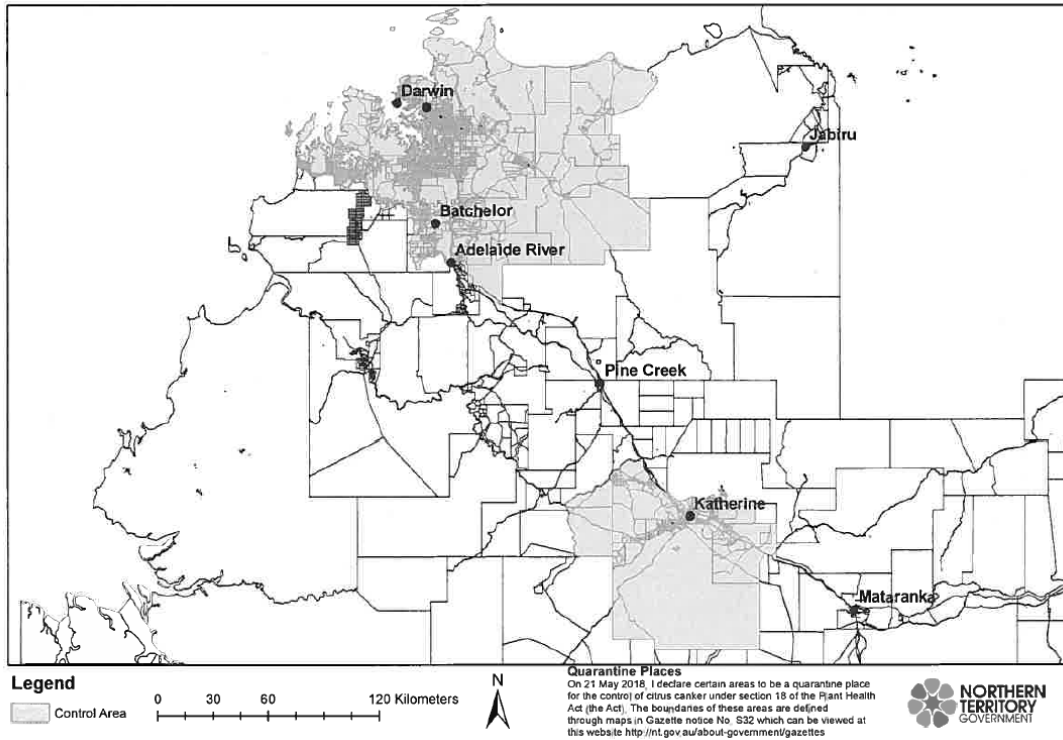 Darwin
Jabiru
Batchelor
Adelaide River
Pine Creek
Katherine
Mataranka
Legend
Control Area
0 30 60 120 Kilometers
N
Quarantine Places
On 21 May 2018, I declare certain areas to be a quarantine place
for the control of citrus canker under section 18 of the Plant Health
Act (the Act). The boundaries of these areas are defined
through maps in Gazette notice No. S32 which can be viewed at
this website http://nt.gov.au/about-government/gazettes
NORTHERN
TERRITORY
GOVERNMENT